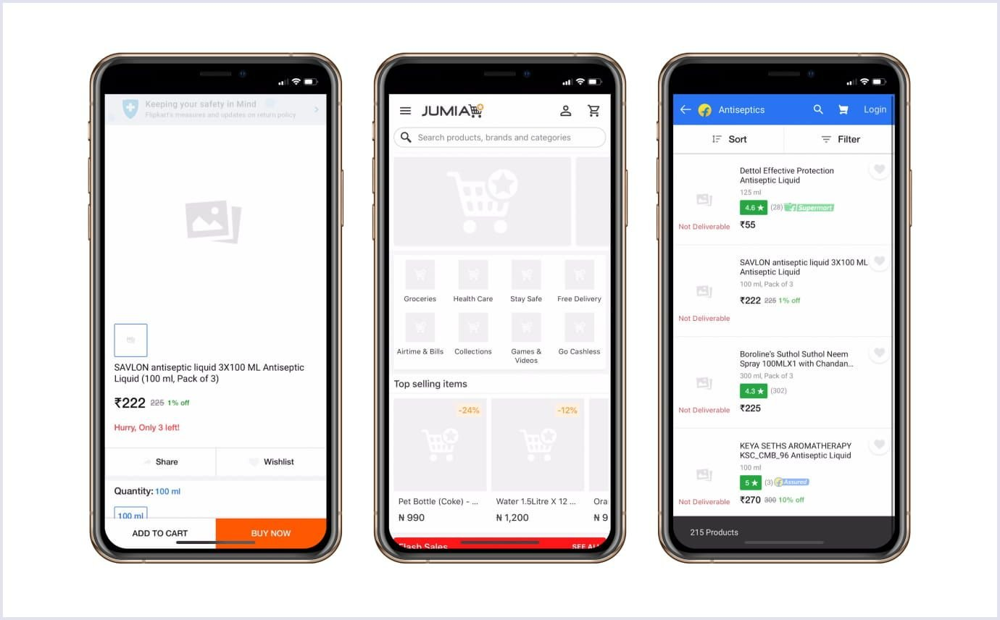 Keeping your safety in Mind
Flipkart's measures and updates on return policy
SAVLON antiseptic liquid 3X100 ML Antiseptic
Liquid (100 ml, Pack of 3)
₹222 225 1% off
Hurry, Only 3 left!
Share Wishlist
Quantity: 100 ml
100 ml
ADD TO CART BUY NOW
JUMIA
Search products, brands and categories
Groceries Health Care Stay Safe Free Delivery
Airtime & Bills Collections Games &
Videos Go Cashless
Top selling items
-24% -12%
Pet Bottle (Coke) - ... Water 1.5Litre X 12 ... Ora
₦ 990 ₦ 1,200 ₦ 9
Flash Sales SEE ALL
Antiseptics Login
Sort Filter
Dettol Effective Protection
Antiseptic Liquid
125 ml
4.6 ★ (28) Supermart
Not Deliverable ₹55
SAVLON antiseptic liquid 3X100 ML
Antiseptic Liquid
100 ml, Pack of 3
₹222 225 1% off
Not Deliverable
Boroline's Suthol Suthol Neem
Spray 100MLX1 with Chandan...
300 ml, Pack of 3
4.3 ★ (302)
Not Deliverable ₹225
KEYA SETHS AROMATHERAPY
KSC_CMB_96 Antiseptic Liquid
100 ml
5 ★ (3) Assured
Not Deliverable ₹270 300 10% off
215 Products